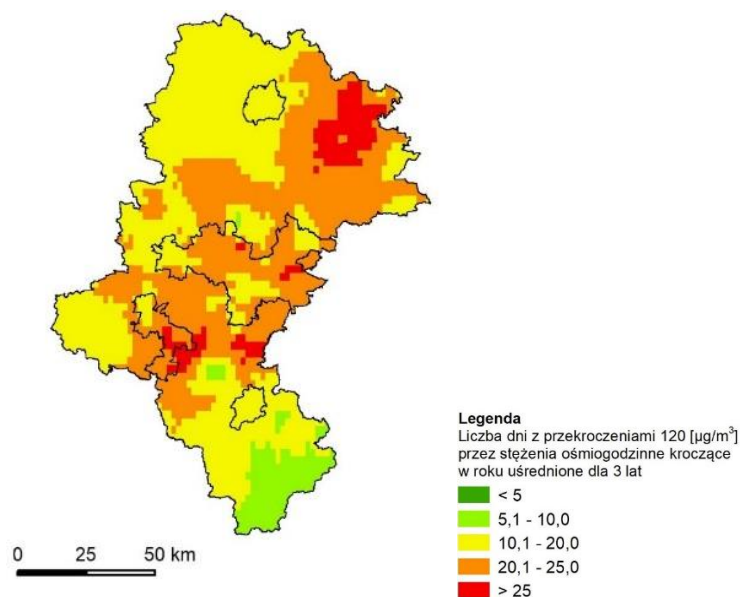 Legenda
Liczba dni z przekroczeniami 120 [µg/m³]
przez stężenia ośmiogodzinne kroczące
w roku uśrednione dla 3 lat
< 5
5,1 - 10,0
10,1 - 20,0
20,1 - 25,0
> 25
0 25 50 km